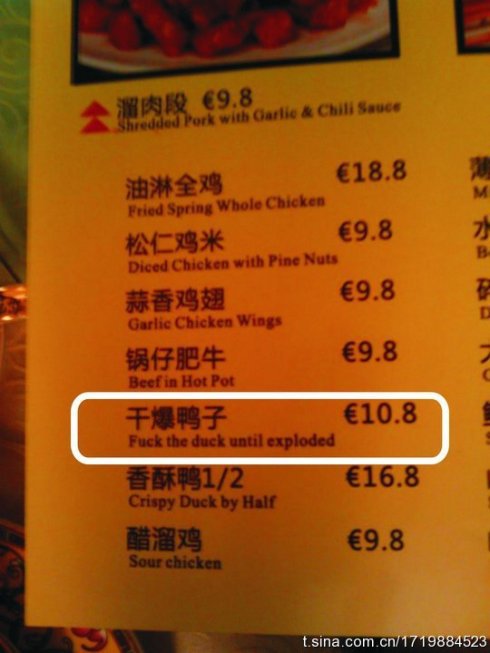 溜肉段 €9.8
Shredded Pork with Garlic & Chili Sauce
油淋全鸡 €18.8
Fried Spring Whole Chicken
松仁鸡米 €9.8
Diced Chicken with Pine Nuts
蒜香鸡翅 €9.8
Garlic Chicken Wings
锅仔肥牛 €9.8
Beef in Hot Pot
干爆鸭子 €10.8
Fuck the duck until exploded
香酥鸭1/2 €16.8
Crispy Duck by Half
醋溜鸡 €9.8
Sour chicken
t.sina.com.cn/1719884523